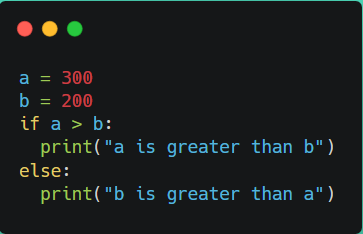 a = 300
b = 200
if a > b:
  print("a is greater than b")
else:
  print("b is greater than a")